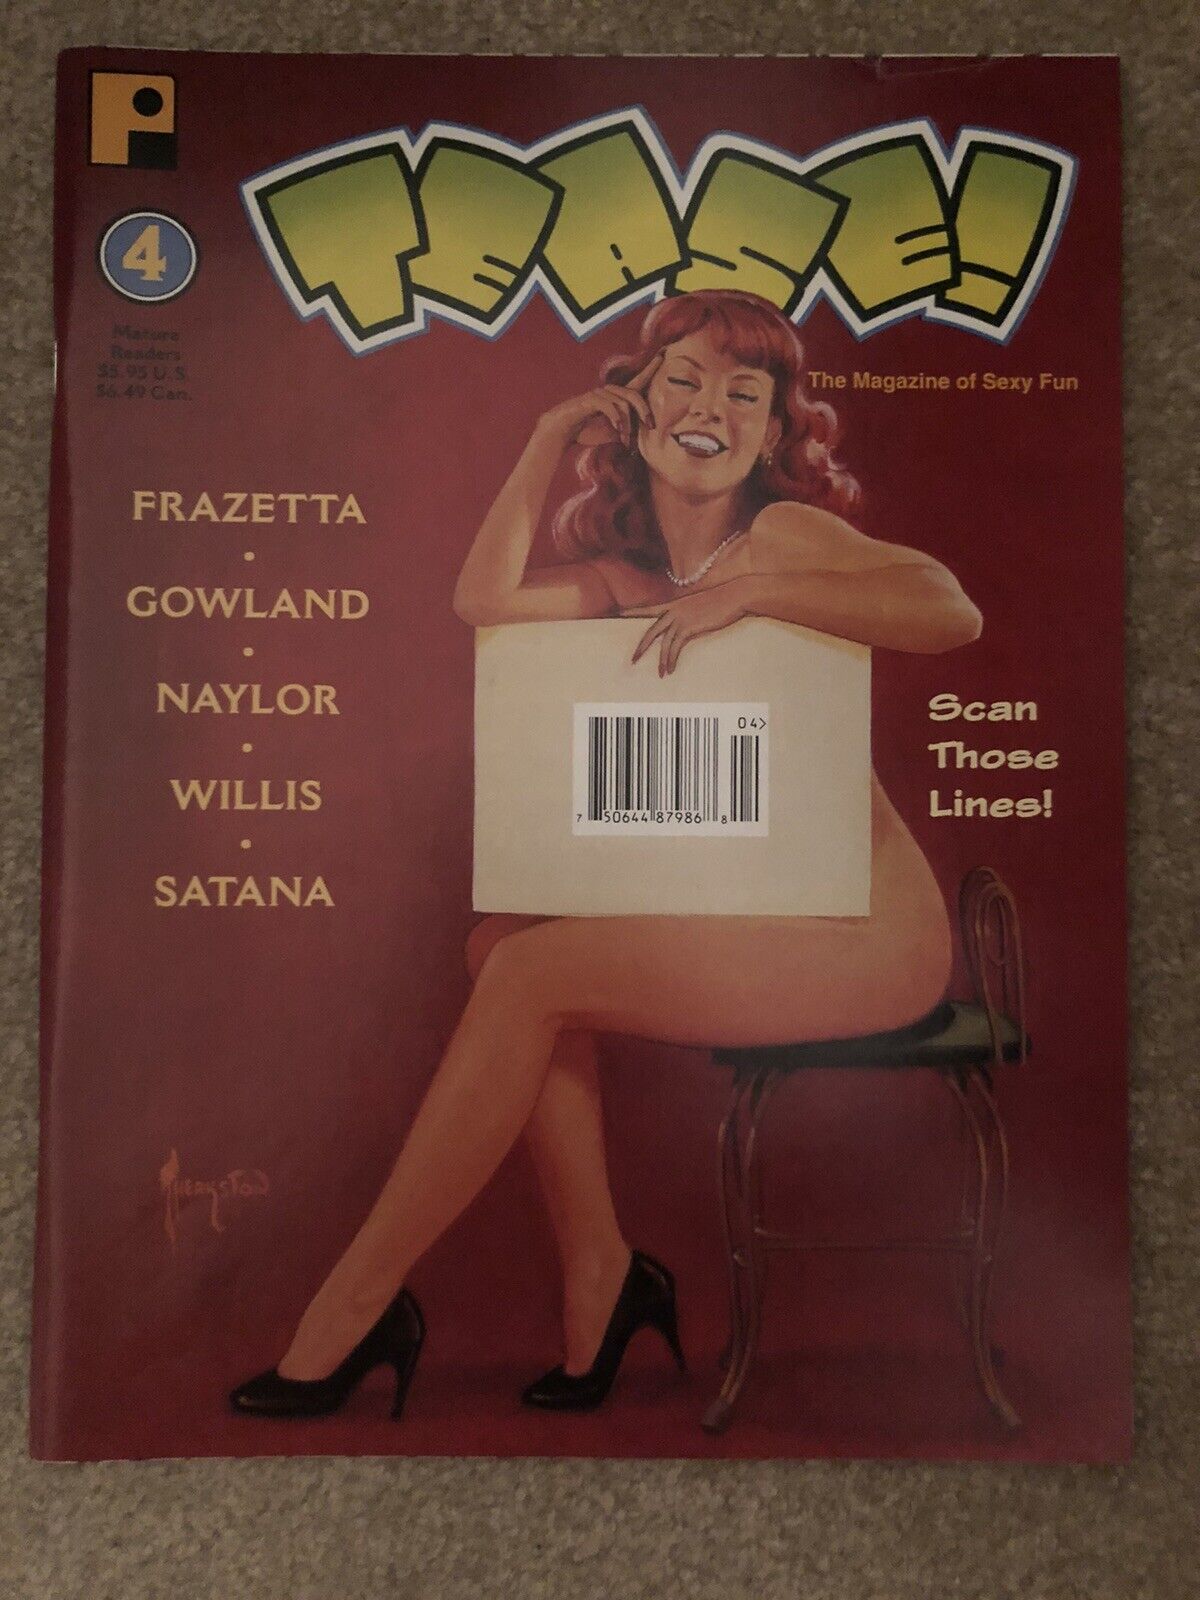 P
TEASE!
4
Mature
Readers
$5.95 U.S.
$6.49 Can.
The Magazine of Sexy Fun
FRAZETTA
•
GOWLAND
•
NAYLOR
•
WILLIS
•
SATANA
04>
7 50644 87986 8
Scan
Those
Lines!